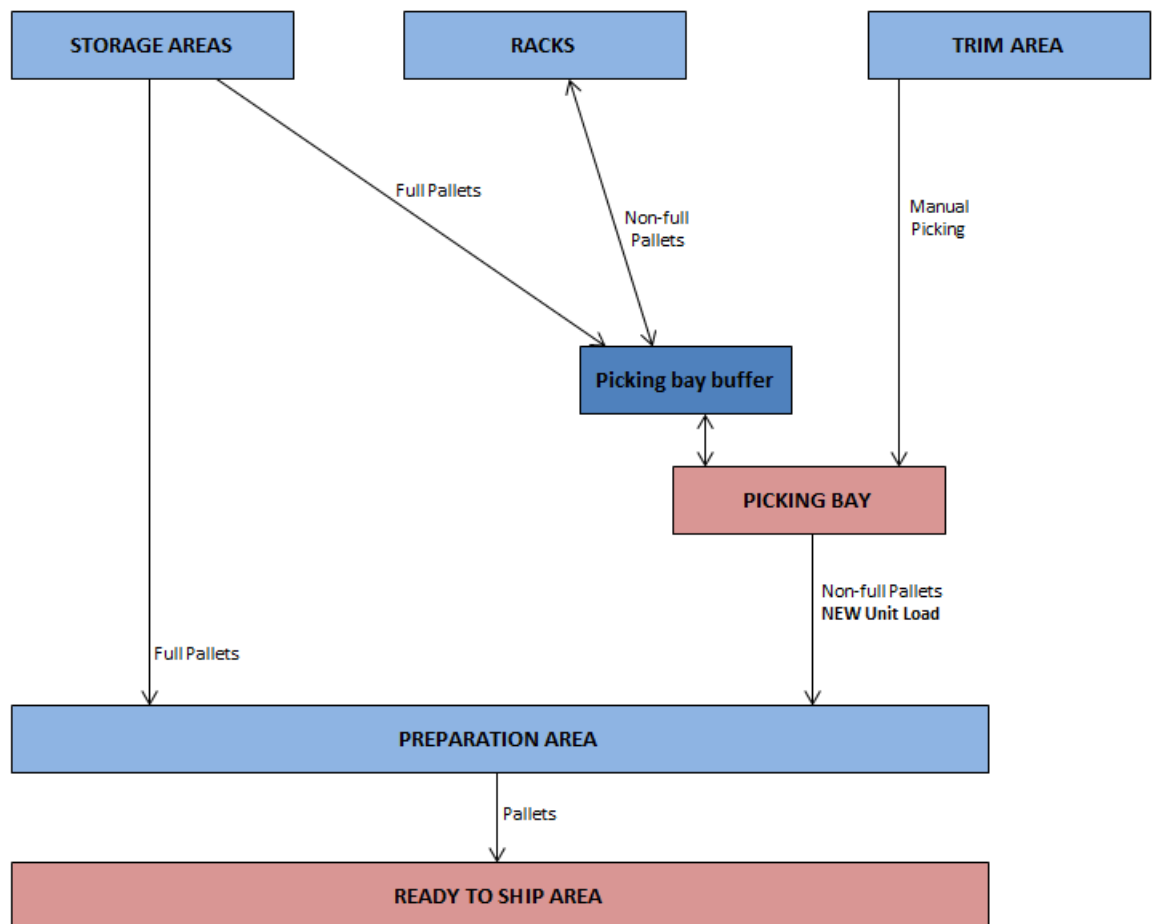 STORAGE AREAS
RACKS
TRIM AREA
Full Pallets
Non-full
Pallets
Manual
Picking
Picking bay buffer
PICKING BAY
Non-full Pallets
NEW Unit Load
Full Pallets
PREPARATION AREA
Pallets
READY TO SHIP AREA